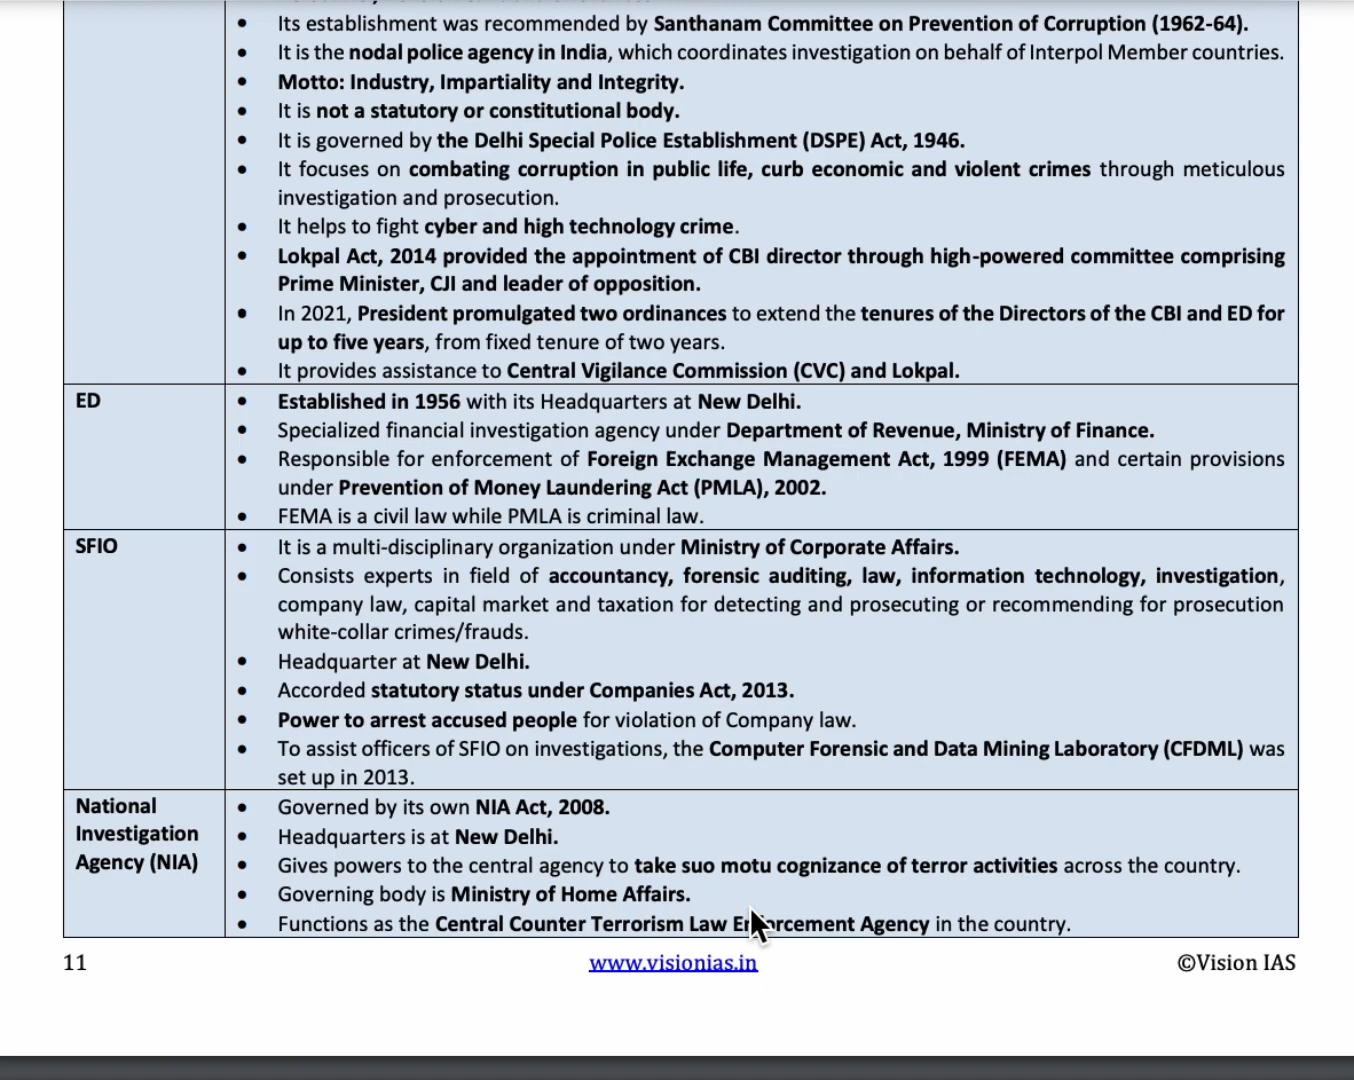 • Its establishment was recommended by Santhanam Committee on Prevention of Corruption (1962-64).
• It is the nodal police agency in India, which coordinates investigation on behalf of Interpol Member countries.
• Motto: Industry, Impartiality and Integrity.
• It is not a statutory or constitutional body.
• It is governed by the Delhi Special Police Establishment (DSPE) Act, 1946.
• It focuses on combating corruption in public life, curb economic and violent crimes through meticulous
investigation and prosecution.
• It helps to fight cyber and high technology crime.
• Lokpal Act, 2014 provided the appointment of CBI director through high-powered committee comprising
Prime Minister, CJI and leader of opposition.
• In 2021, President promulgated two ordinances to extend the tenures of the Directors of the CBI and ED for
up to five years, from fixed tenure of two years.
• It provides assistance to Central Vigilance Commission (CVC) and Lokpal.
ED
• Established in 1956 with its Headquarters at New Delhi.
• Specialized financial investigation agency under Department of Revenue, Ministry of Finance.
• Responsible for enforcement of Foreign Exchange Management Act, 1999 (FEMA) and certain provisions
under Prevention of Money Laundering Act (PMLA), 2002.
• FEMA is a civil law while PMLA is criminal law.
SFIO
• It is a multi-disciplinary organization under Ministry of Corporate Affairs.
• Consists experts in field of accountancy, forensic auditing, law, information technology, investigation,
company law, capital market and taxation for detecting and prosecuting or recommending for prosecution
white-collar crimes/frauds.
• Headquarter at New Delhi.
• Accorded statutory status under Companies Act, 2013.
• Power to arrest accused people for violation of Company law.
• To assist officers of SFIO on investigations, the Computer Forensic and Data Mining Laboratory (CFDML) was
set up in 2013.
National
Investigation
Agency (NIA)
• Governed by its own NIA Act, 2008.
• Headquarters is at New Delhi.
• Gives powers to the central agency to take suo motu cognizance of terror activities across the country.
• Governing body is Ministry of Home Affairs.
• Functions as the Central Counter Terrorism Law Enforcement Agency in the country.
11
www.visionias.in
©Vision IAS